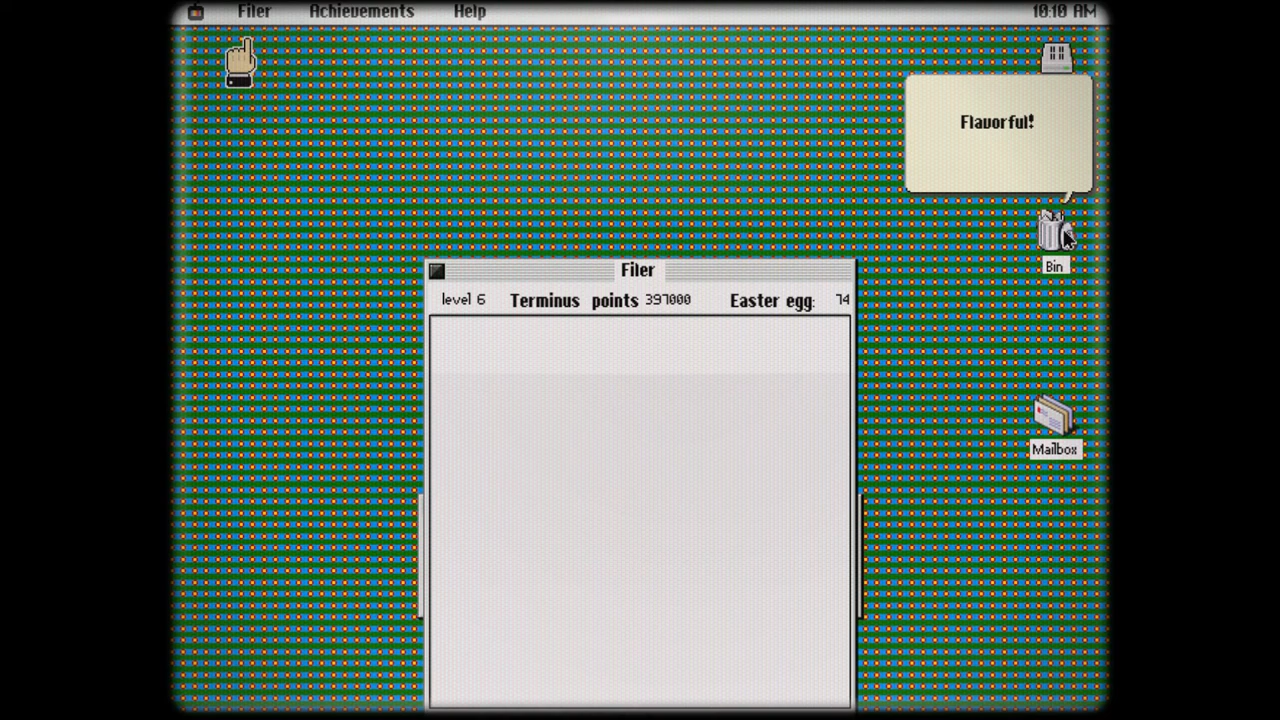 Filer Achievements Help 10:10 AM
Flavorful!
Bin
Filer
level 6 Terminus points 397000 Easter egg: 74
Mailbox